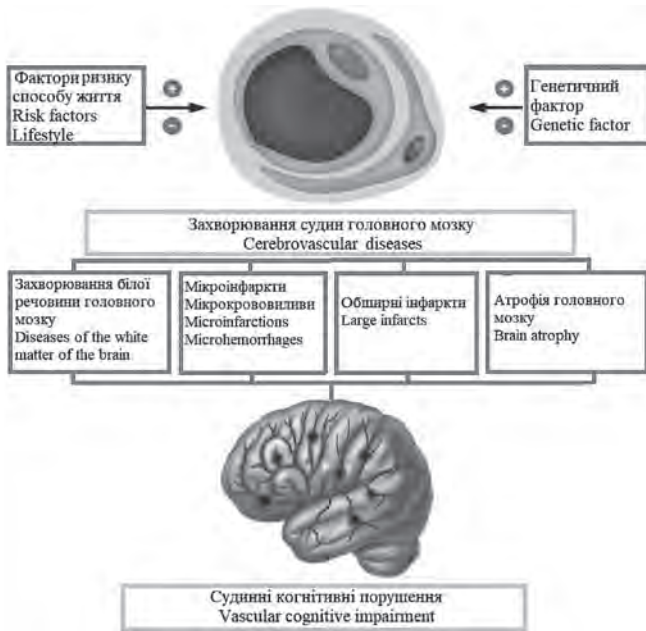 Фактори ризику
способу життя
Risk factors
Lifestyle
+
−
+
−
Генетичний
фактор
Genetic factor
Захворювання судин головного мозку
Cerebrovascular diseases
Захворювання білої
речовини головного
мозку
Diseases of the white
matter of the brain
Мікроінфаркти
Мікрокрововиливи
Microinfarctions
Microhemorrhages
Обширні інфаркти
Large infarcts
Атрофія головного
мозку
Brain atrophy
Судинні когнітивні порушення
Vascular cognitive impairment